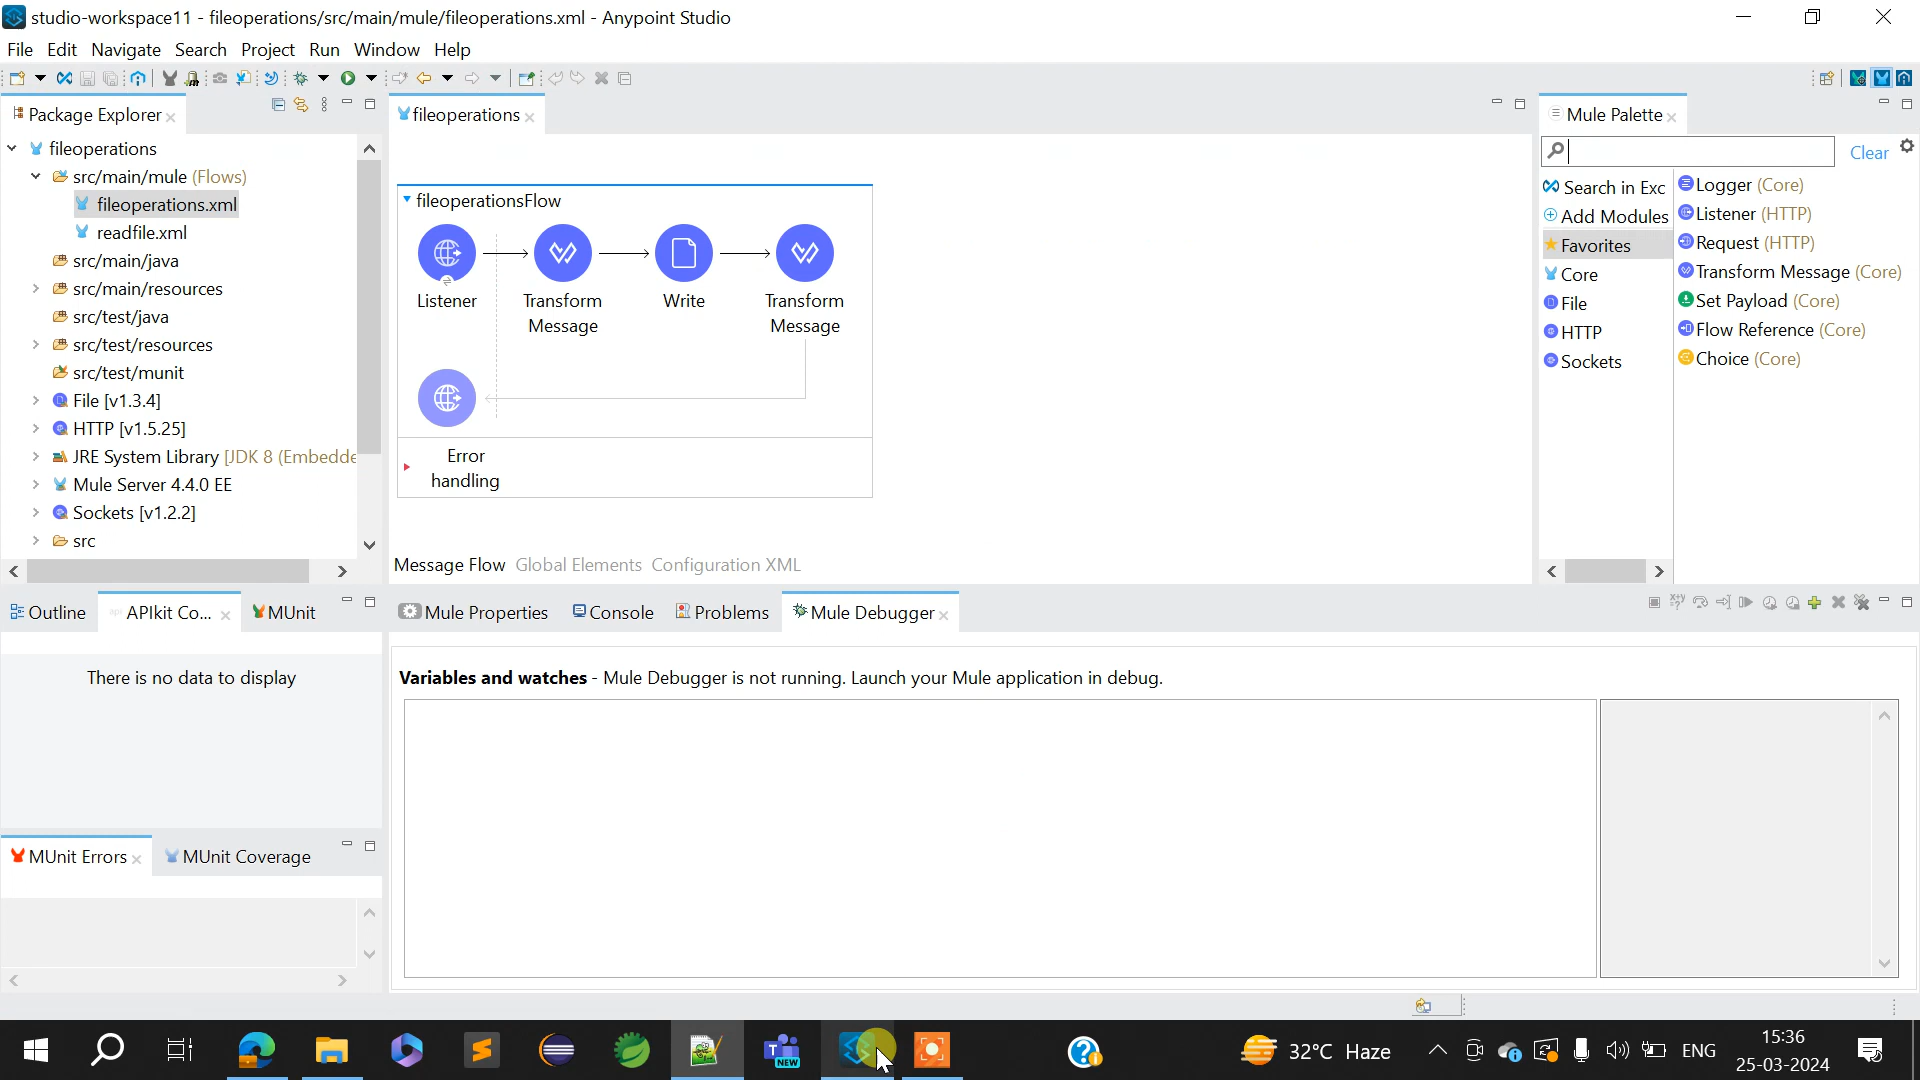 studio-workspace11 - fileoperations/src/main/mule/fileoperations.xml - Anypoint Studio
File Edit Navigate Search Project Run Window Help
Package Explorer
fileoperations
src/main/mule (Flows)
fileoperations.xml
readfile.xml
src/main/java
src/main/resources
src/test/java
src/test/resources
src/test/munit
File [v1.3.4]
HTTP [v1.5.25]
JRE System Library [JDK 8 (Embedde
Mule Server 4.4.0 EE
Sockets [v1.2.2]
src
fileoperations
fileoperationsFlow
Listener
Transform Message
Write
Transform Message
Error handling
Message Flow Global Elements Configuration XML
Mule Palette
Clear
Search in Exc
Add Modules
Favorites
Core
File
HTTP
Sockets
Logger (Core)
Listener (HTTP)
Request (HTTP)
Transform Message (Core)
Set Payload (Core)
Flow Reference (Core)
Choice (Core)
Outline
APIkit Co...
MUnit
There is no data to display
MUnit Errors
MUnit Coverage
Mule Properties
Console
Problems
Mule Debugger
Variables and watches - Mule Debugger is not running. Launch your Mule application in debug.
NEW
32°C Haze
ENG
15:36
25-03-2024